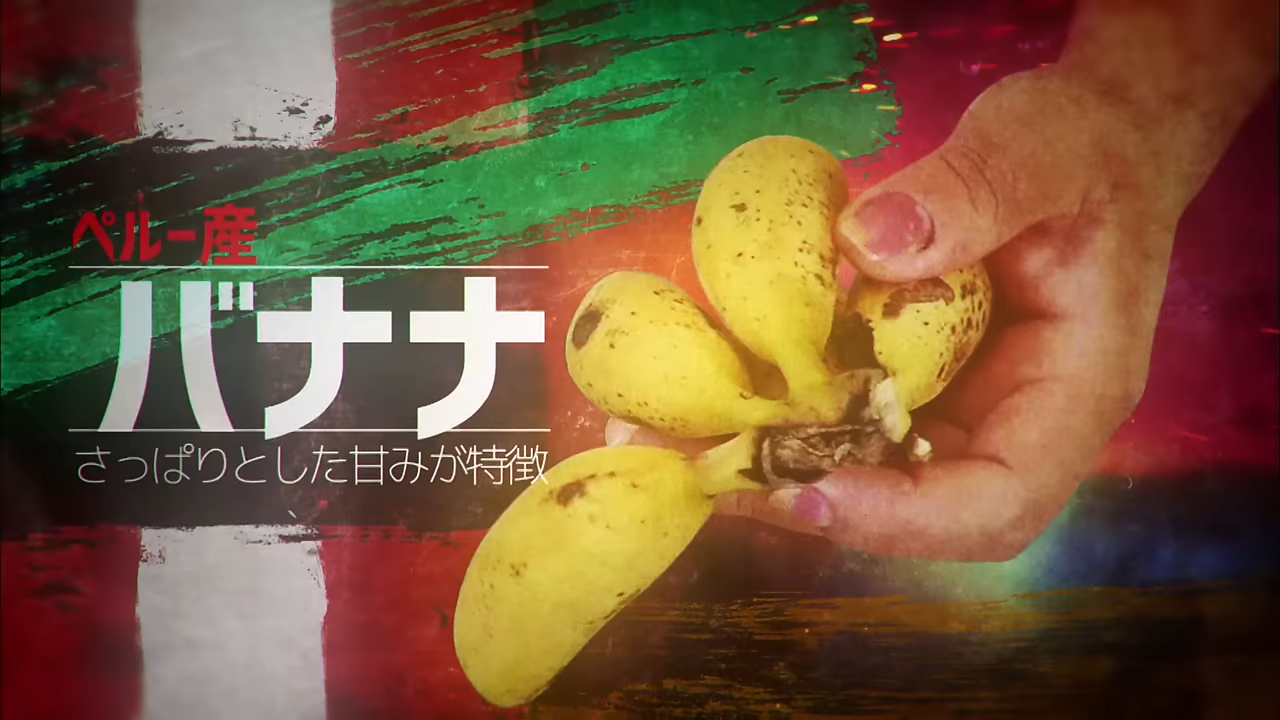 ペルー産
バナナ
さっぱりとした甘みが特徴